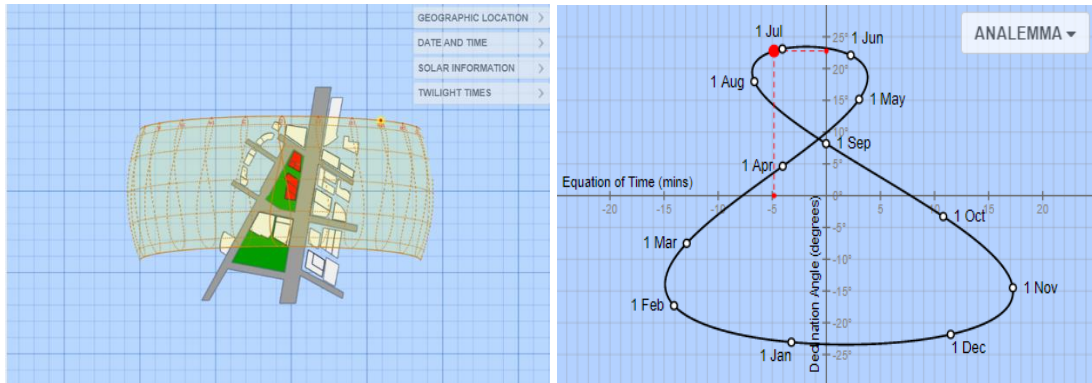 GEOGRAPHIC LOCATION
DATE AND TIME
SOLAR INFORMATION
TWILIGHT TIMES
ANALEMMA
1 Jul
25°
1 Jun
20°
1 Aug
15°
1 May
10°
1 Sep
1 Apr
5°
Equation of Time (mins)
0°
-20 -15 -10 -5 5 10 15 20
1 Oct
-5°
1 Mar
Declination Angle (degrees)
-10°
1 Nov
-15°
1 Feb
-20°
1 Dec
1 Jan
-25°